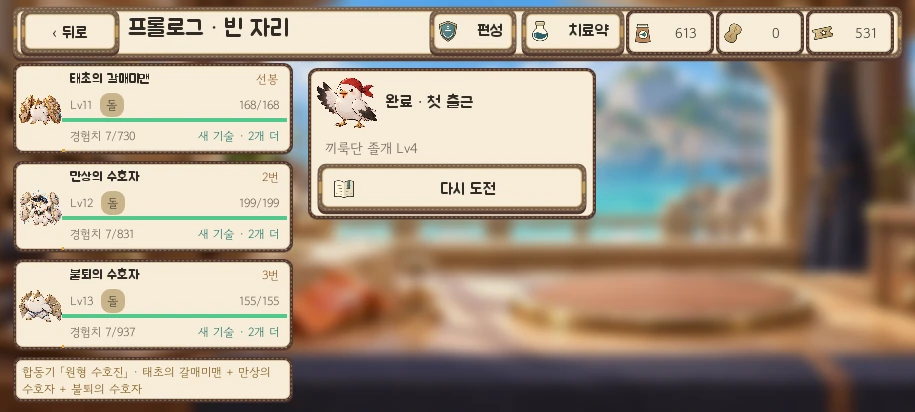 ‹ 뒤로
프롤로그 · 빈 자리
편성
치료약
613
0
531
태초의 갈매미맨
선봉
Lv11 돌
168/168
경험치 7/730
새 기술 · 2개 더
만상의 수호자
2번
Lv12 돌
199/199
경험치 7/831
새 기술 · 2개 더
불퇴의 수호자
3번
Lv13 돌
155/155
경험치 7/937
새 기술 · 2개 더
합동기 「원형 수호진」 · 태초의 갈매미맨 + 만상의
수호자 + 불퇴의 수호자
완료 · 첫 출근
끼룩단 졸개 Lv4
다시 도전